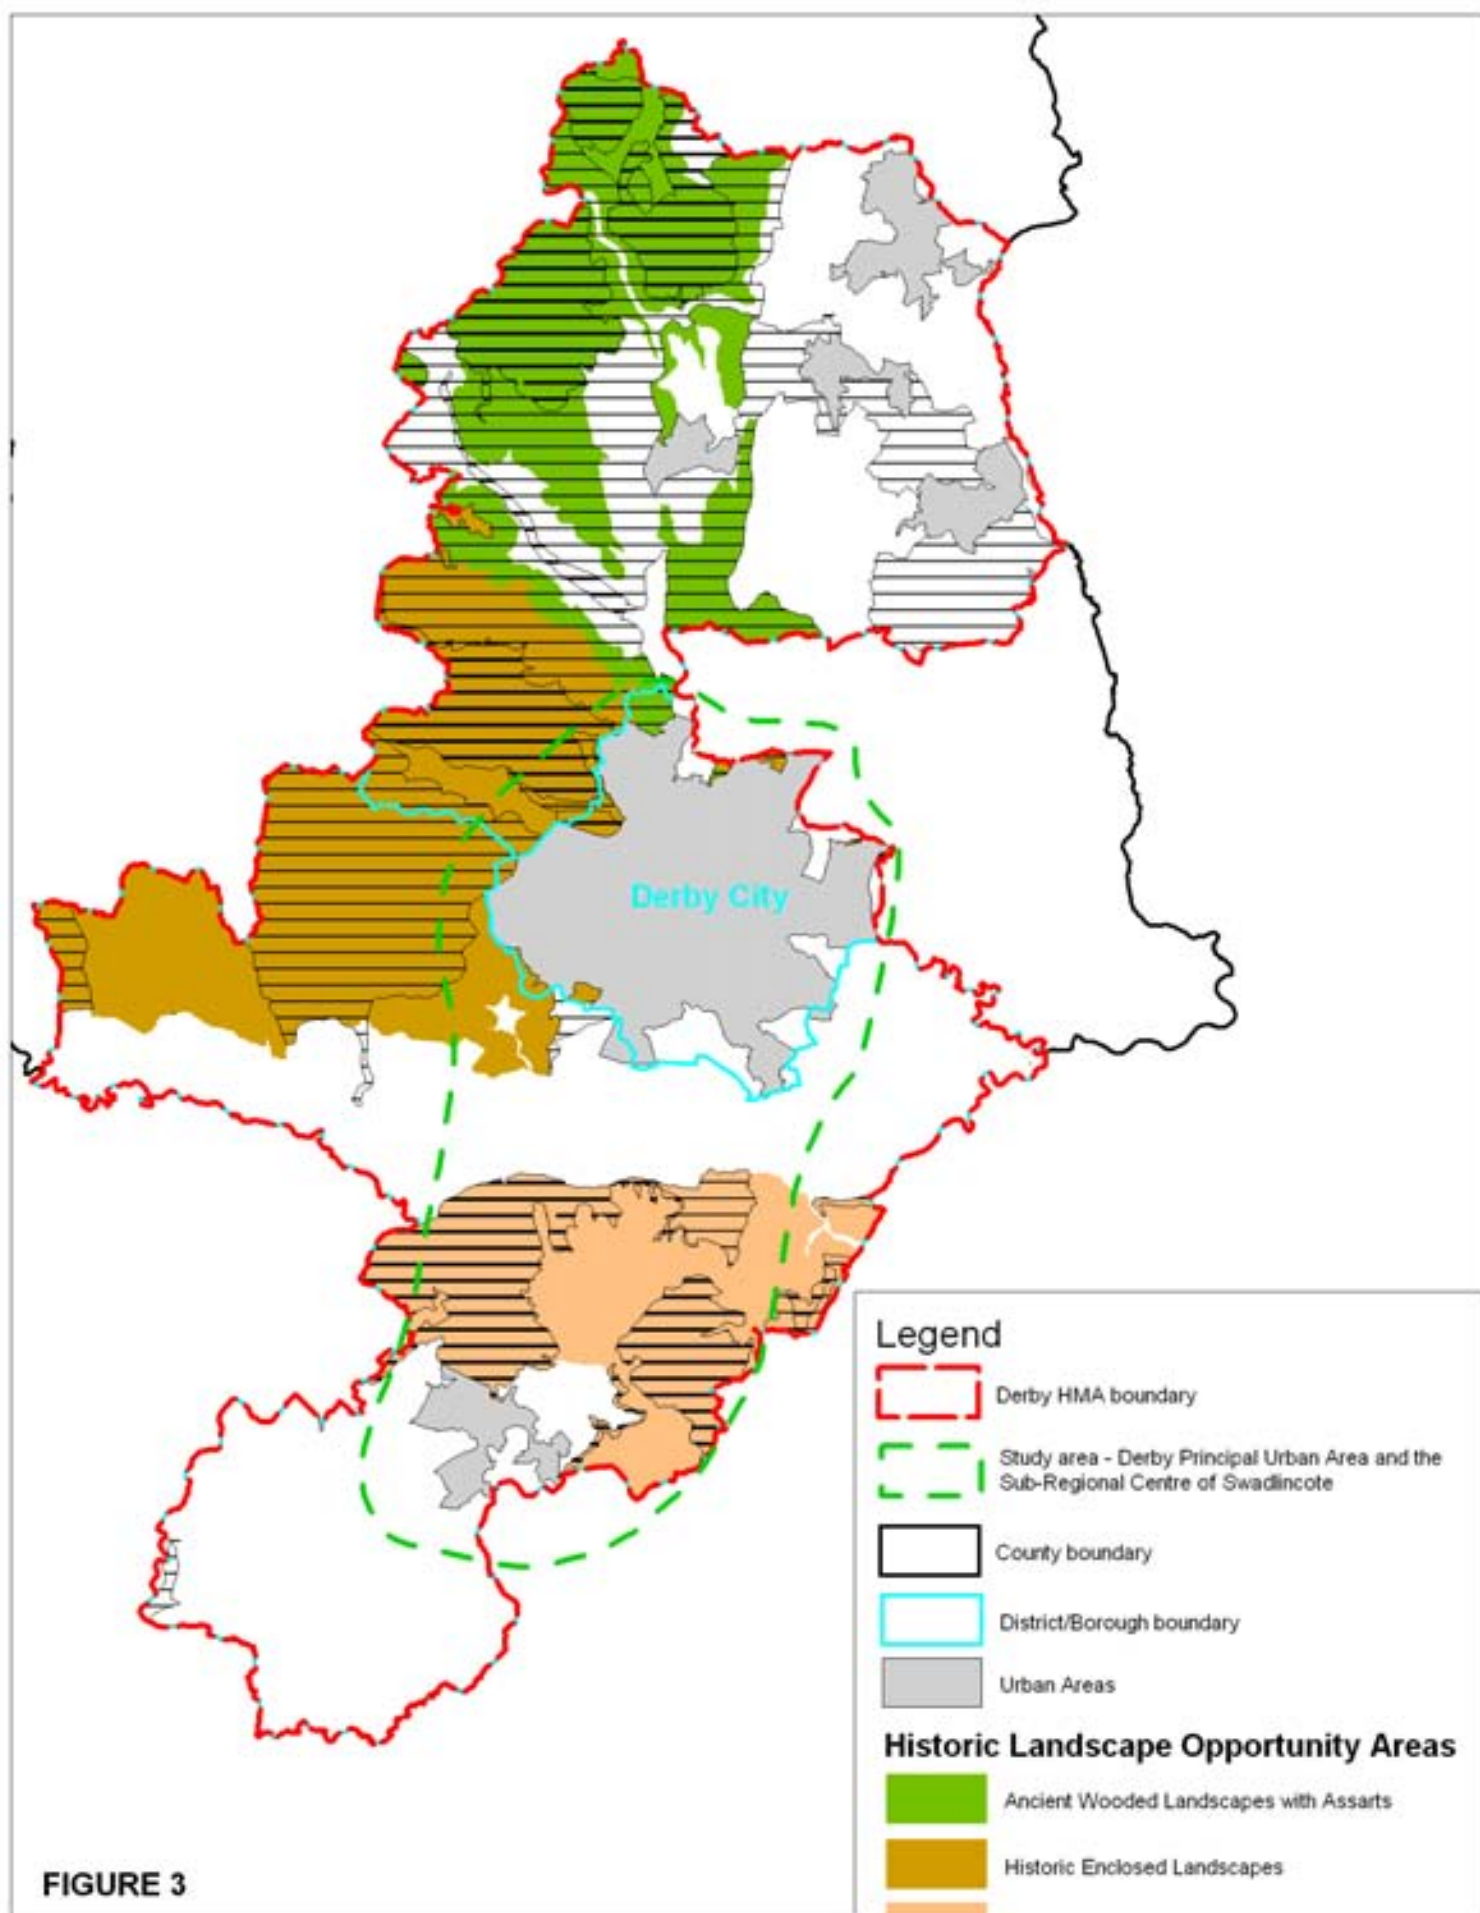 Derby City
Legend
Derby HMA boundary
Study area - Derby Principal Urban Area and the
Sub-Regional Centre of Swadlincote
County boundary
District/Borough boundary
Urban Areas
Historic Landscape Opportunity Areas
Ancient Wooded Landscapes with Assarts
Historic Enclosed Landscapes
FIGURE 3